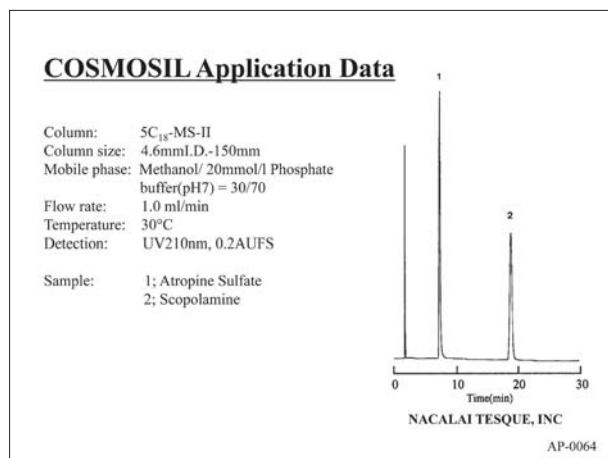 COSMOSIL Application Data
Column: 5C18-MS-II
Column size: 4.6mmI.D.-150mm
Mobile phase: Methanol/ 20mmol/l Phosphate
buffer(pH7) = 30/70
Flow rate: 1.0 ml/min
Temperature: 30°C
Detection: UV210nm, 0.2AUFS
Sample: 1; Atropine Sulfate
2; Scopolamine
1
2
0 10 20 30
Time(min)
NACALAI TESQUE, INC
AP-0064